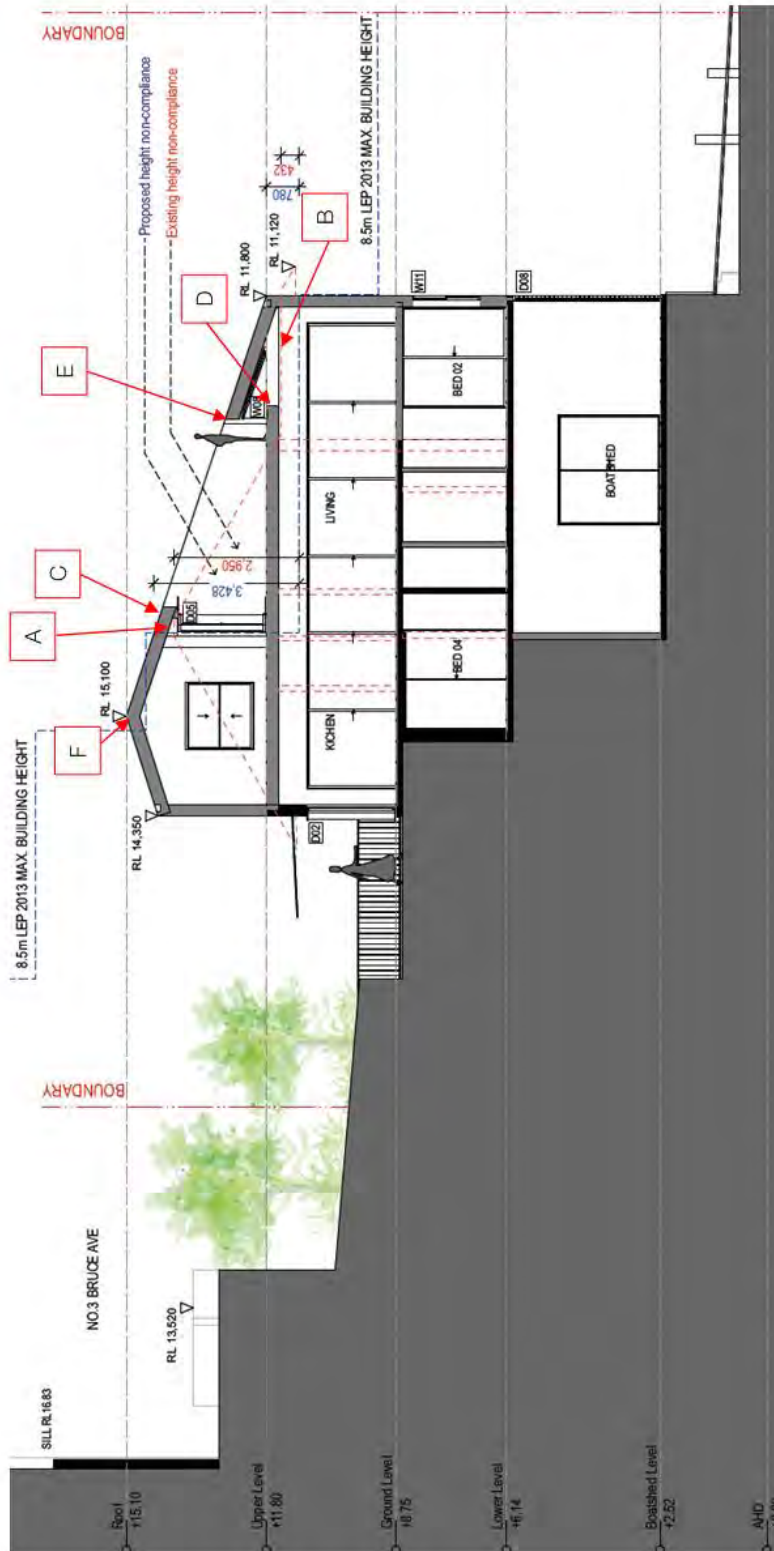 SILL RL16.83
NO.3 BRUCE AVE
RL 13,520
BOUNDARY
8.5m LEP 2013 MAX. BUILDING HEIGHT
RL 14,350
RL 15,100
F
A
C
E
D
B
Proposed height non-compliance
Existing height non-compliance
BOUNDARY
RL 11,800
RL 11,120
780
432
8.5m LEP 2013 MAX. BUILDING HEIGHT
3,428
2,950
D05
D02
KICHEN
LIVING
BED 04
BED 02
W11
D08
BOATSHED
Roof
+15.10
Upper Level
+11.80
Ground Level
+8.75
Lower Level
+6.14
Boatshed Level
+2.52
AHD